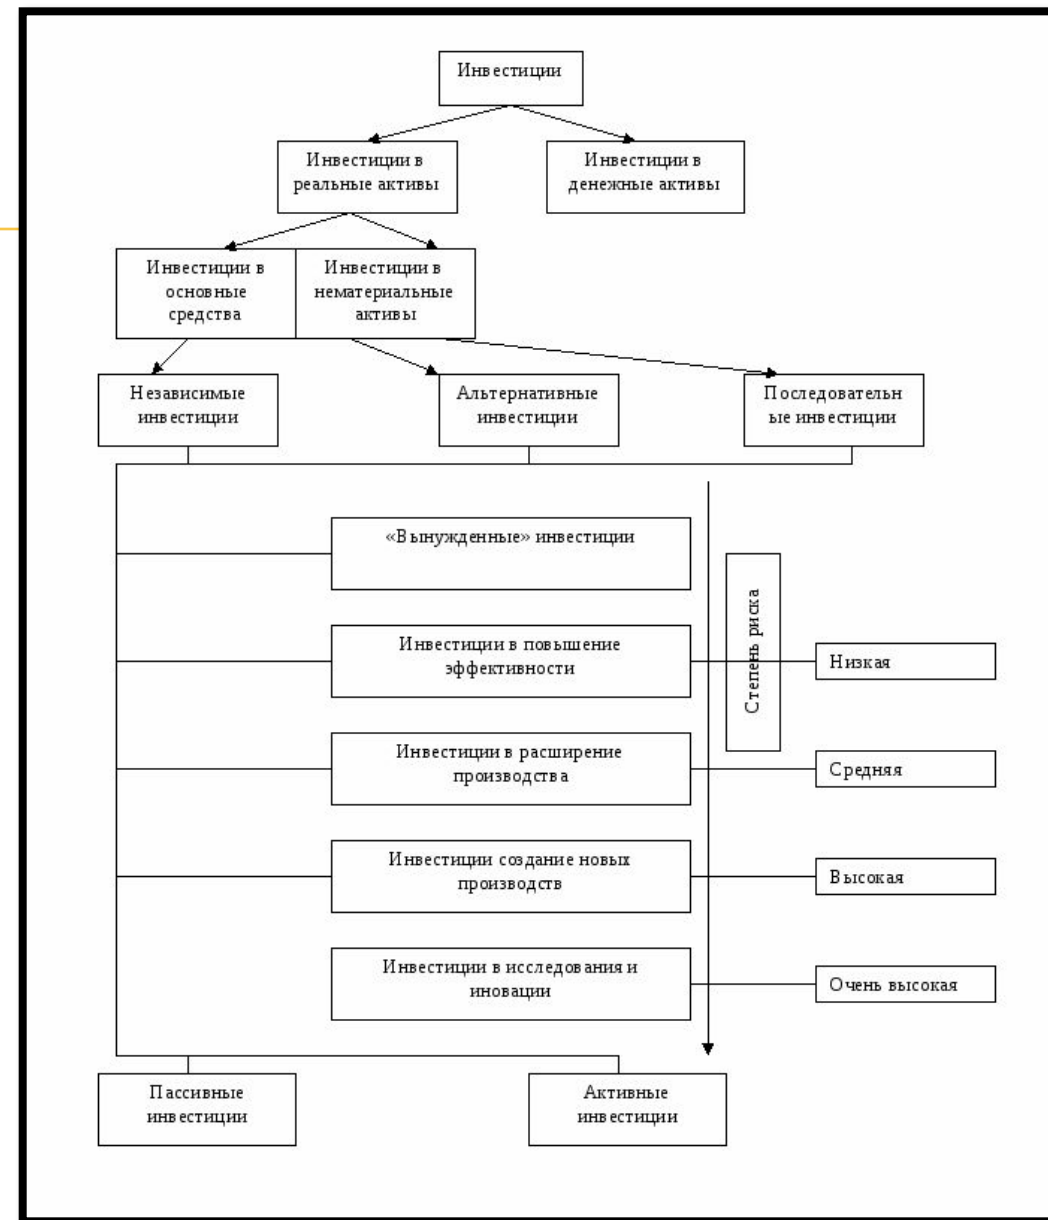 Инвестиции
Инвестиции в
реальные активы
Инвестиции в
денежные активы
Инвестиции в
основные
средства
Инвестиции в
нематериальные
активы
Независимые
инвестиции
Альтернативные
инвестиции
Последовательн
ые инвестиции
«Вынужденные» инвестиции
Степень риска
Инвестиции в повышение
эффективности
Низкая
Инвестиции в расширение
производства
Средняя
Инвестиции создание новых
производств
Высокая
Инвестиции в исследования и
иновации
Очень высокая
Пассивные
инвестиции
Активные
инвестиции